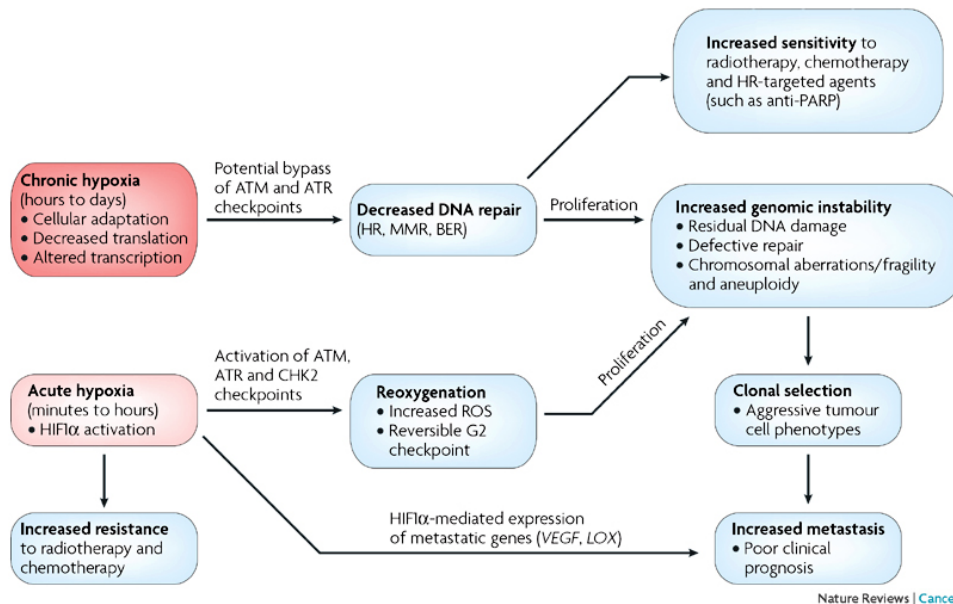 Increased sensitivity to
radiotherapy, chemotherapy
and HR-targeted agents
(such as anti-PARP)
Chronic hypoxia
(hours to days)
• Cellular adaptation
• Decreased translation
• Altered transcription
Potential bypass
of ATM and ATR
checkpoints
Decreased DNA repair
(HR, MMR, BER)
Proliferation
Increased genomic instability
• Residual DNA damage
• Defective repair
• Chromosomal aberrations/fragility
and aneuploidy
Acute hypoxia
(minutes to hours)
• HIF1α activation
Activation of ATM,
ATR and CHK2
checkpoints
Reoxygenation
• Increased ROS
• Reversible G2
checkpoint
Proliferation
Clonal selection
• Aggressive tumour
cell phenotypes
Increased resistance
to radiotherapy and
chemotherapy
HIF1α-mediated expression
of metastatic genes (VEGF, LOX)
Increased metastasis
• Poor clinical
prognosis
Nature Reviews | Cance